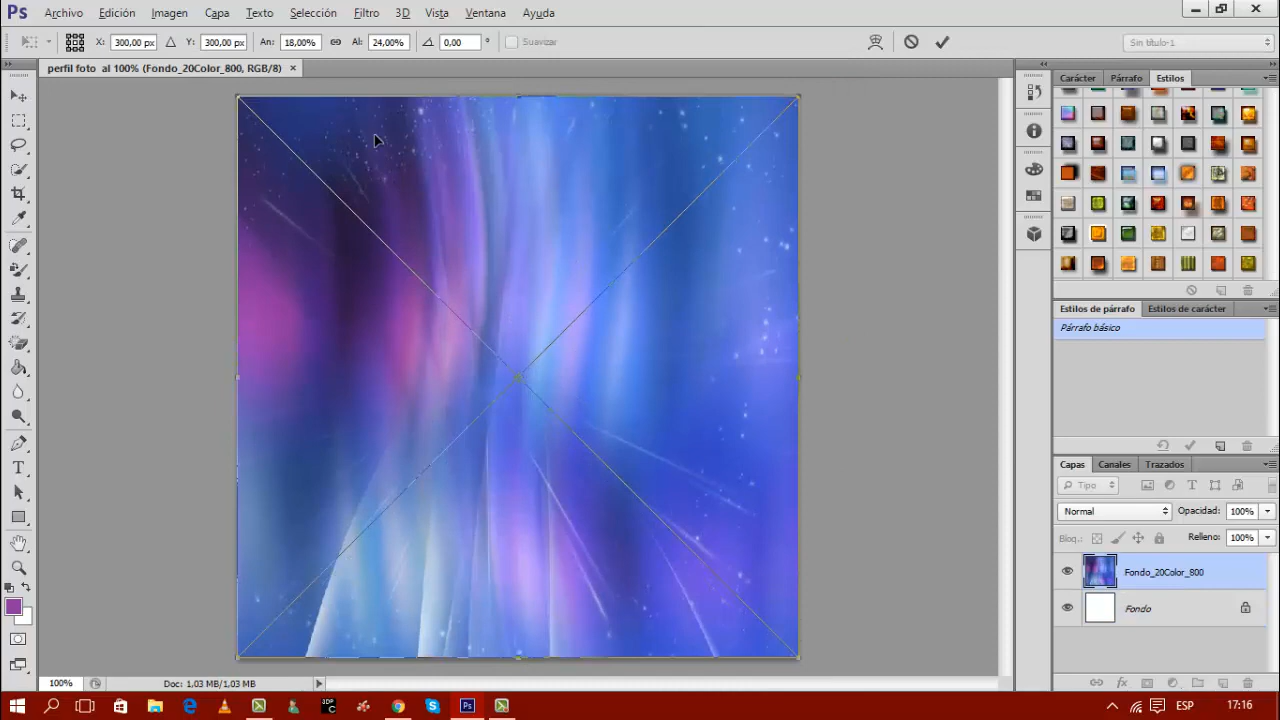 Ps Archivo Edición Imagen Capa Texto Selección Filtro 3D Vista Ventana Ayuda
X: 300,00 px Y: 300,00 px An: 18,00% Al: 24,00% 0,00 ° Suavizar Sin título-1
perfil foto al 100% (Fondo_20Color_800, RGB/8) ×
Carácter Párrafo Estilos
Estilos de párrafo Estilos de carácter
Párrafo básico
Capas Canales Trazados
Tipo
Normal Opacidad: 100%
Bloq.: Relleno: 100%
Fondo_20Color_800
Fondo
100% Doc: 1,03 MB/1,03 MB
ESP 17:16